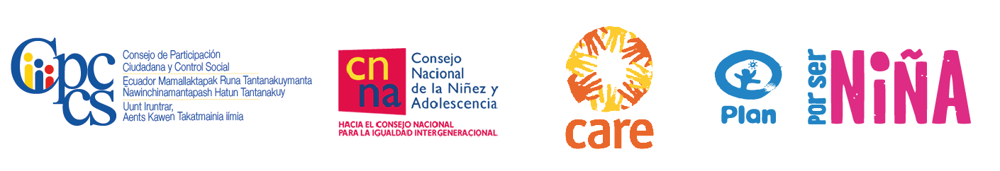 Cpc
cs
Consejo de Participación
Ciudadana y Control Social
Ecuador Mamallaktapak Runa Tantanakuymanta
Ñawinchinamantapash Hatun Tantanakuy
Uunt Iruntrar,
Aents Kawen Takatmainia iímia
cn
na
Consejo
Nacional
de la Niñez y
Adolescencia
HACIA EL CONSEJO NACIONAL
PARA LA IGUALDAD INTERGENERACIONAL
care
Plan
por ser
NiÑA